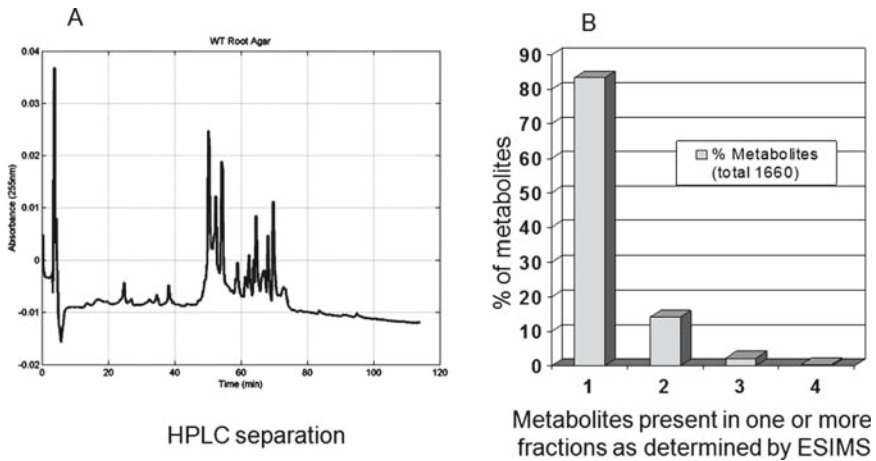 A
WT Root Agar
0.04
0.03
0.02
0.01
0
-0.01
-0.02
Absorbance (255nm)
0 20 40 60 80 100 120
Time (min)
HPLC separation
B
90
80
70
60
50
40
30
20
10
0
% of metabolites
% Metabolites
(total 1660)
1 2 3 4
Metabolites present in one or more
fractions as determined by ESIMS